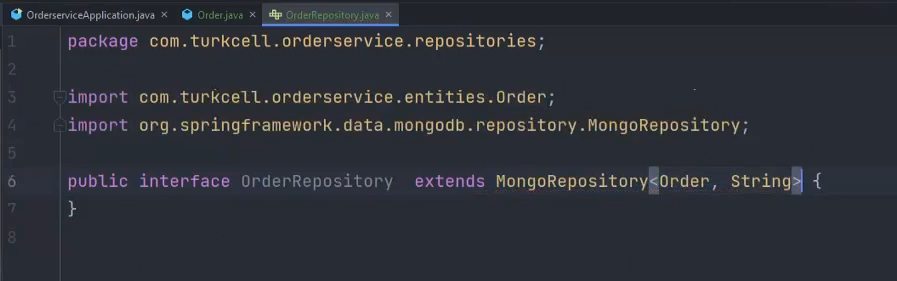 OrderserviceApplication.java × Order.java × OrderRepository.java ×
1 package com.turkcell.orderservice.repositories;
2
3 import com.turkcell.orderservice.entities.Order;
4 import org.springframework.data.mongodb.repository.MongoRepository;
5
6 public interface OrderRepository  extends MongoRepository<Order, String> {
7 }
8